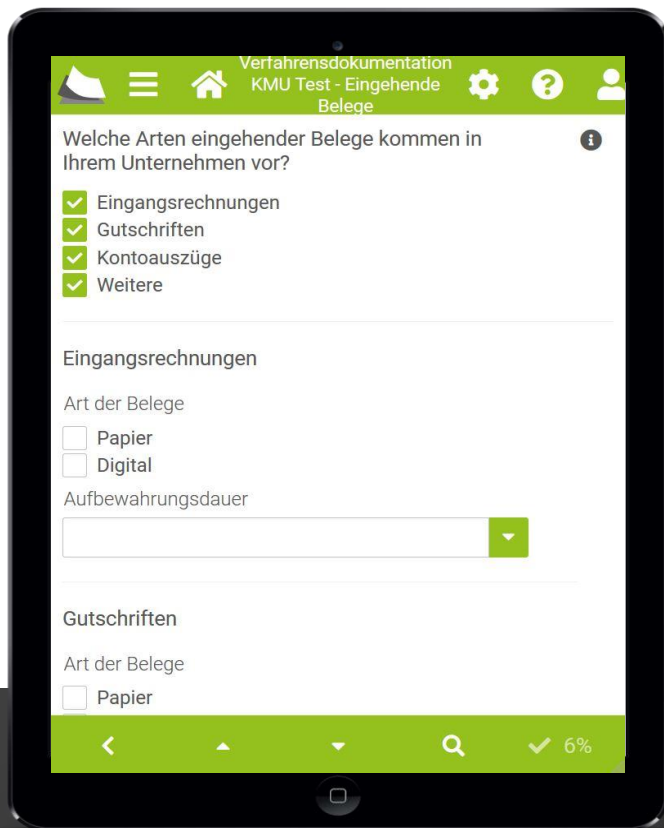 Verfahrensdokumentation
KMU Test - Eingehende
Belege
Welche Arten eingehender Belege kommen in
Ihrem Unternehmen vor?
Eingangsrechnungen
Gutschriften
Kontoauszüge
Weitere
Eingangsrechnungen
Art der Belege
Papier
Digital
Aufbewahrungsdauer
Gutschriften
Art der Belege
Papier
6%